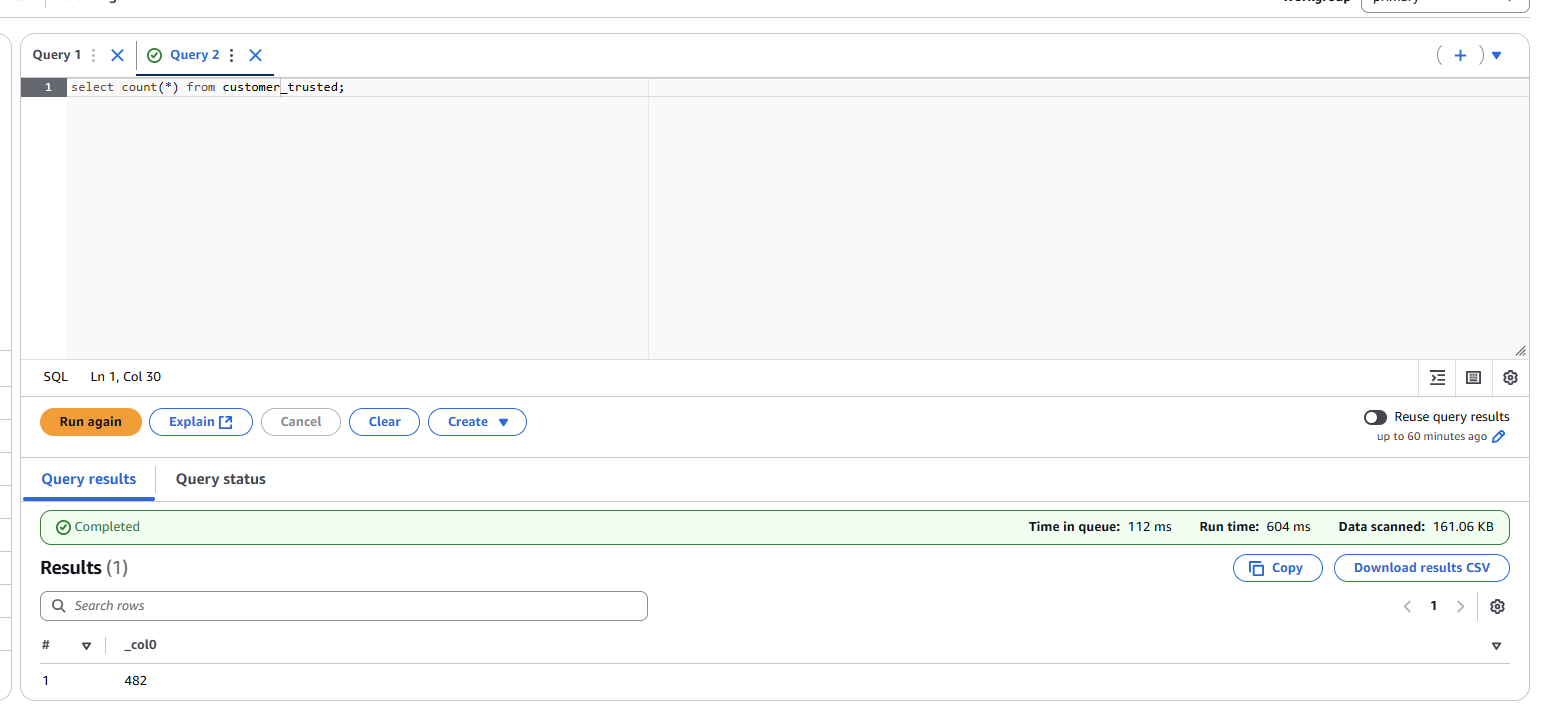 Query 1
Query 2
1 select count(*) from customer_trusted;
SQL Ln 1, Col 30
Run again Explain Cancel Clear Create
Reuse query results
up to 60 minutes ago
Query results Query status
Completed Time in queue: 112 ms Run time: 604 ms Data scanned: 161.06 KB
Results (1) Copy Download results CSV
Search rows 1
# _col0
1 482